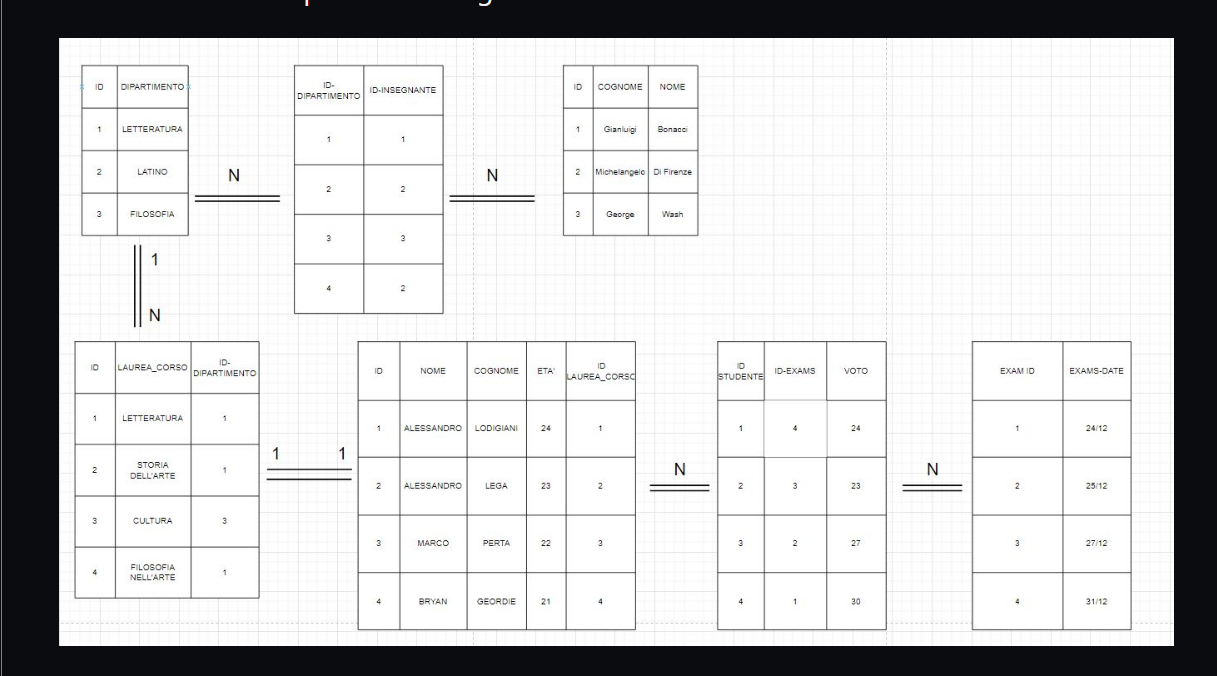 ID DIPARTIMENTO
1 LETTERATURA
2 LATINO
3 FILOSOFIA
N
ID-
DIPARTIMENTO
ID-INSEGNANTE
1 1
2 2
3 3
4 2
N
ID COGNOME NOME
1 Gianluigi Bonacci
2 Michelangelo Di Firenze
3 George Wash
1
N
ID LAUREA_CORSO
ID-
DIPARTIMENTO
1 LETTERATURA 1
2 STORIA
DELL'ARTE 1
3 CULTURA 3
4 FILOSOFIA
NELL'ARTE 1
1 1
ID NOME COGNOME ETA'
ID
LAUREA_CORSO
1 ALESSANDRO LODIGIANI 24 1
2 ALESSANDRO LEGA 23 2
3 MARCO PERTA 22 3
4 BRYAN GEORDIE 21 4
N
ID
STUDENTE
ID-EXAMS VOTO
1 4 24
2 3 23
3 2 27
4 1 30
N
EXAM ID EXAMS-DATE
1 24/12
2 25/12
3 27/12
4 31/12